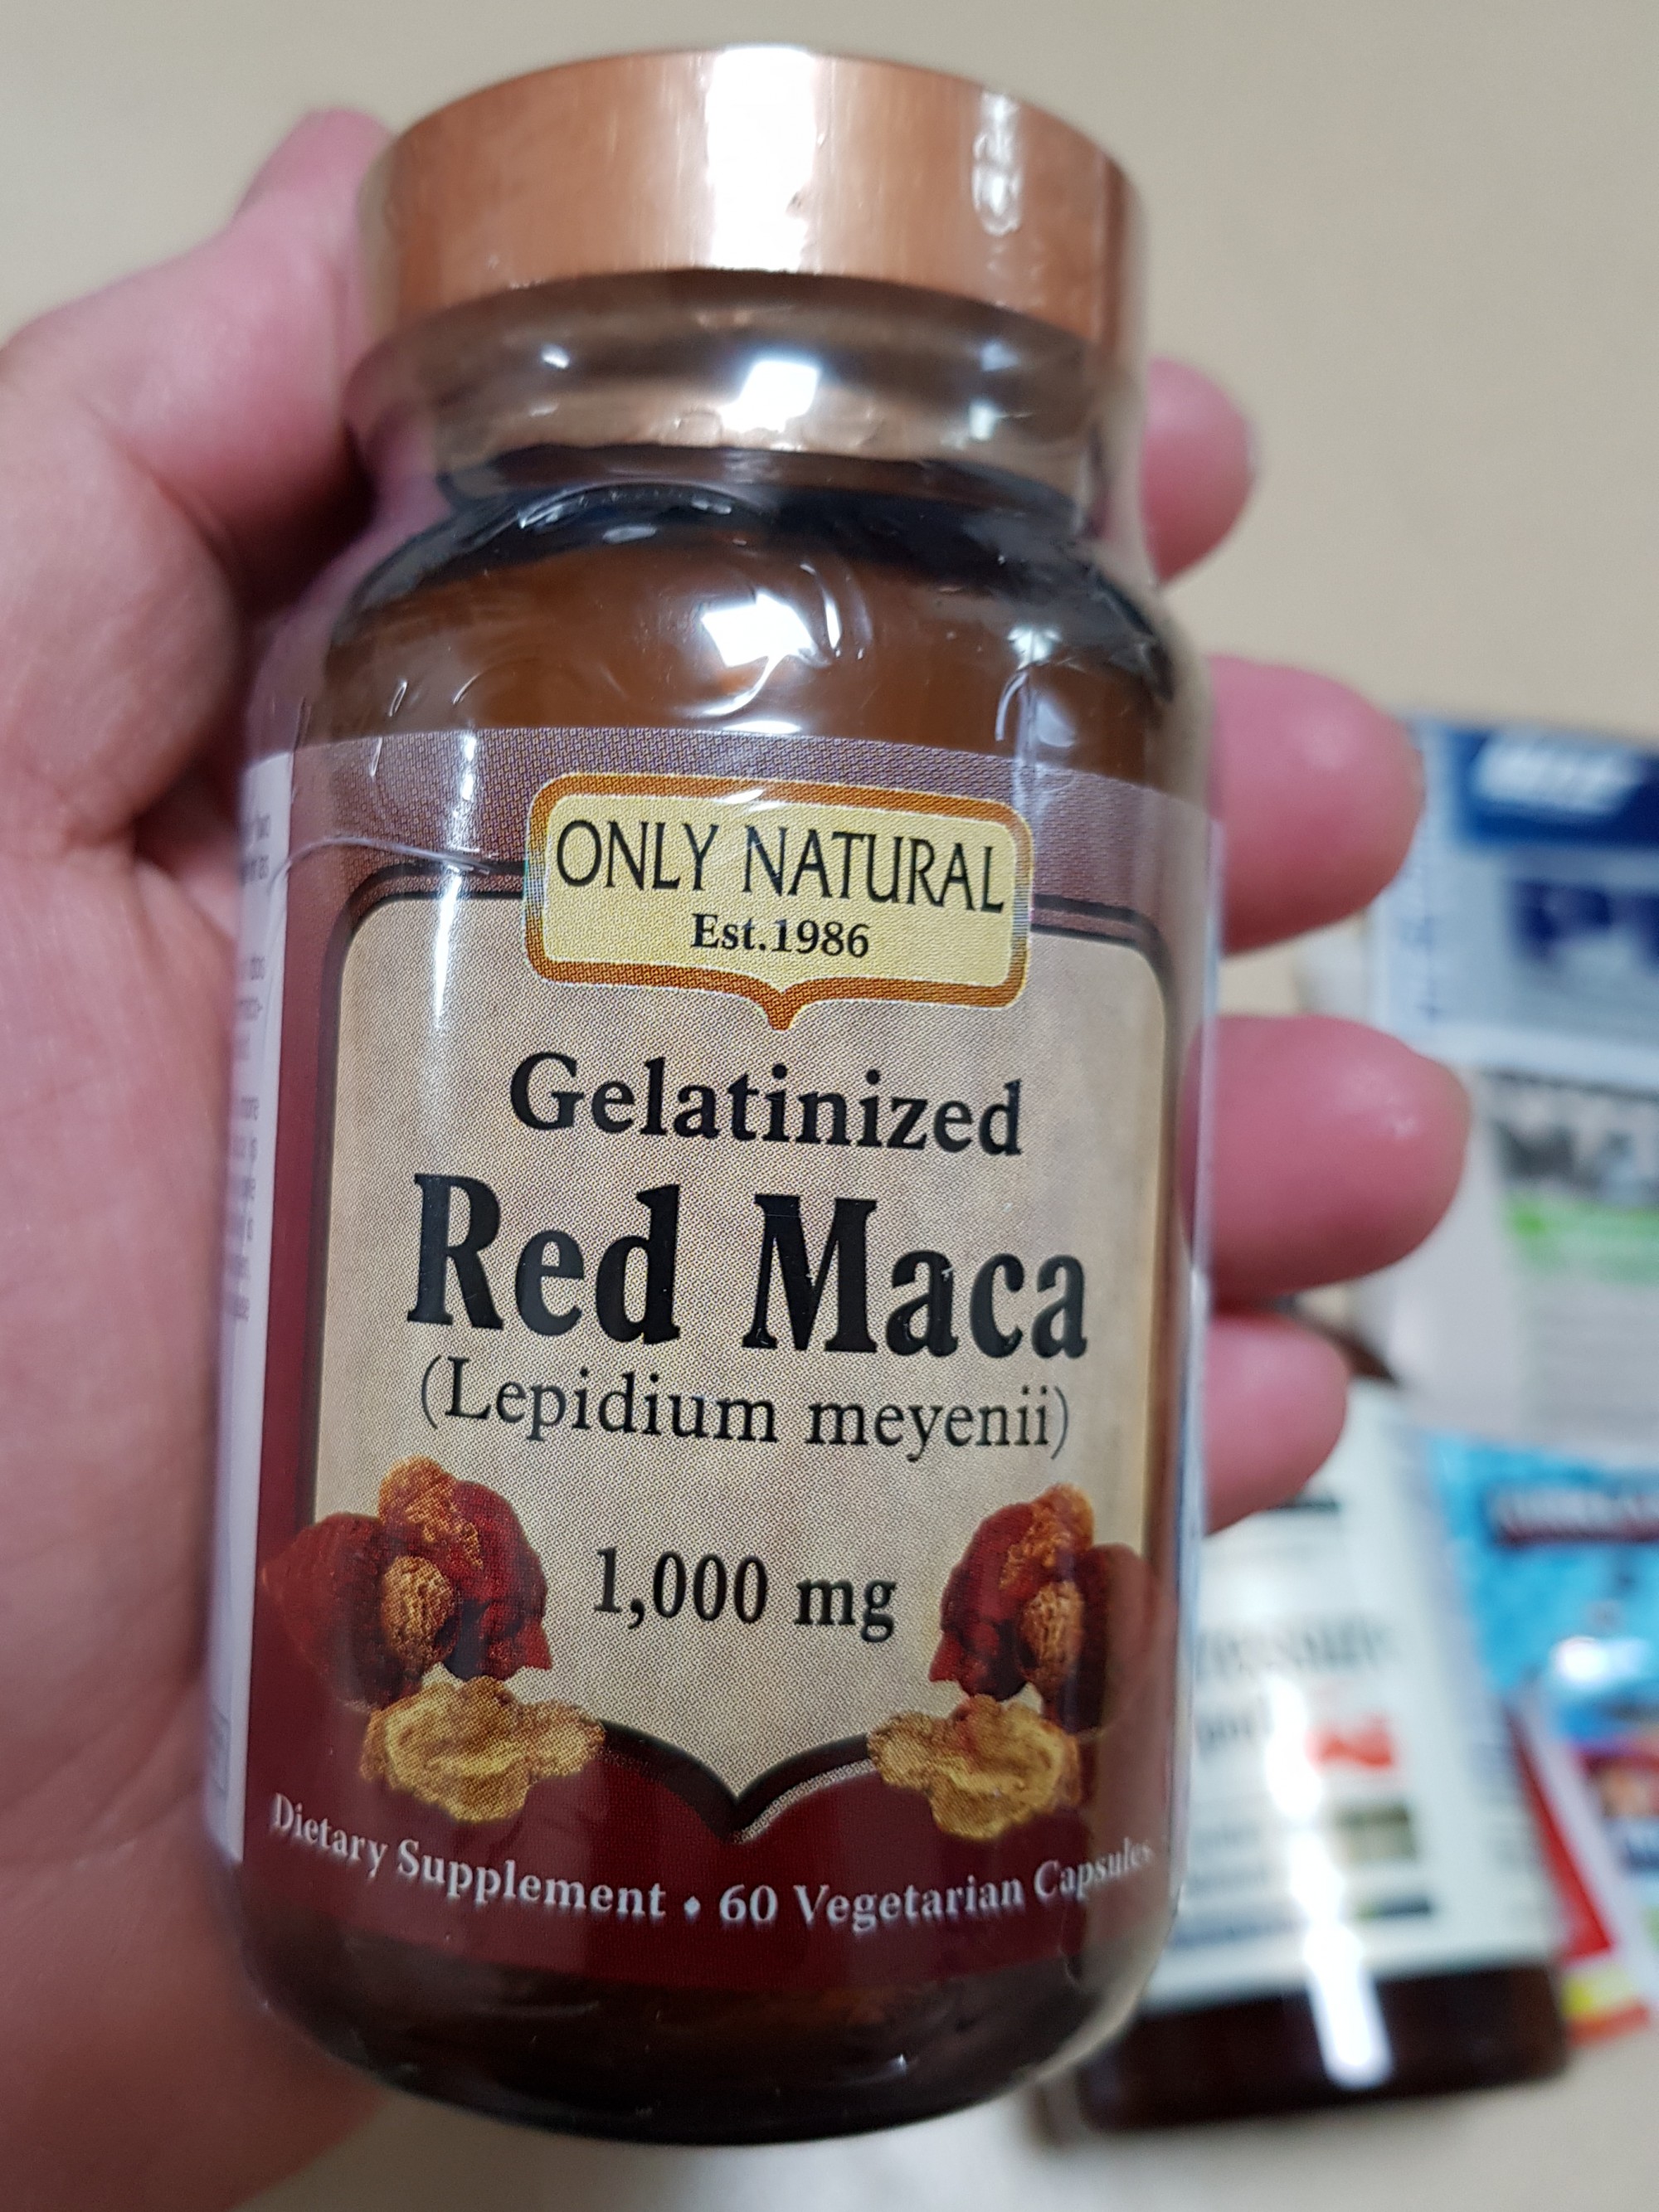 ONLY NATURAL
Est.1986
Gelatinized
Red Maca
(Lepidium meyenii)
1,000 mg
Dietary Supplement • 60 Vegetarian Capsules